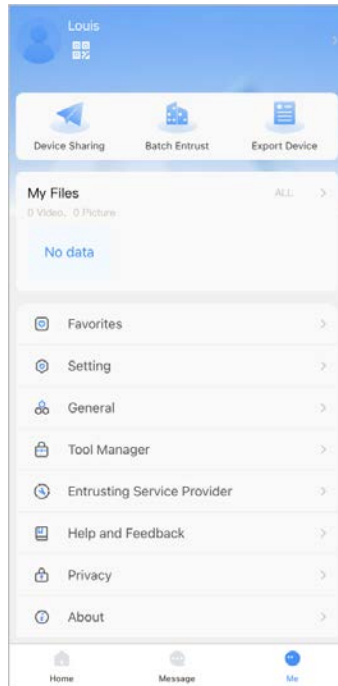 Louis
Device Sharing
Batch Entrust
Export Device
My Files
ALL
0 Video、0 Picture
No data
Favorites
Setting
General
Tool Manager
Entrusting Service Provider
Help and Feedback
Privacy
About
Home
Message
Me